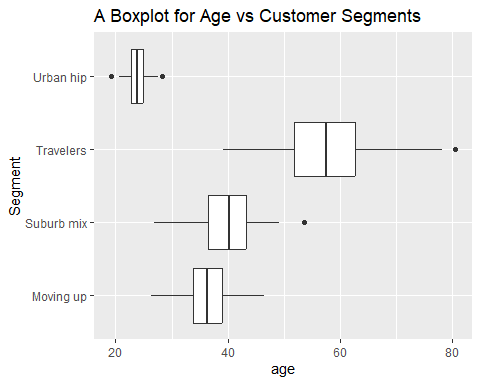 A Boxplot for Age vs Customer Segments
Segment
Urban hip
Travelers
Suburb mix
Moving up
20 40 60 80
age